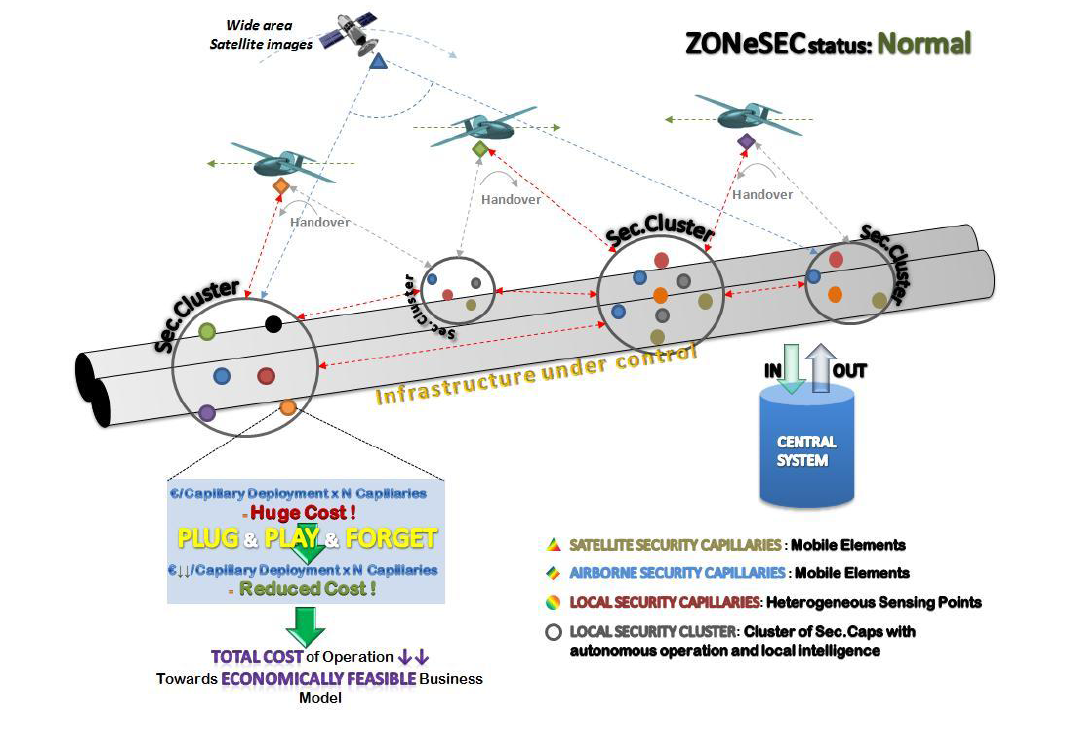 Wide area
Satellite images
ZONeSEC status: Normal
Handover
Handover
Handover
Sec.Cluster
Sec.Cluster
Sec.Cluster
Sec.Cluster
Infrastructure under control
IN
OUT
CENTRAL
SYSTEM
€/Capillary Deployment x N Capillaries
- Huge Cost !
PLUG & PLAY & FORGET
€↓↓/Capillary Deployment x N Capillaries
- Reduced Cost !
TOTAL COST of Operation ↓↓
Towards ECONOMICALLY FEASIBLE Business
Model
SATELLITE SECURITY CAPILLARIES : Mobile Elements
AIRBORNE SECURITY CAPILLARIES : Mobile Elements
LOCAL SECURITY CAPILLARIES: Heterogeneous Sensing Points
LOCAL SECURITY CLUSTER: Cluster of Sec.Caps with
autonomous operation and local intelligence